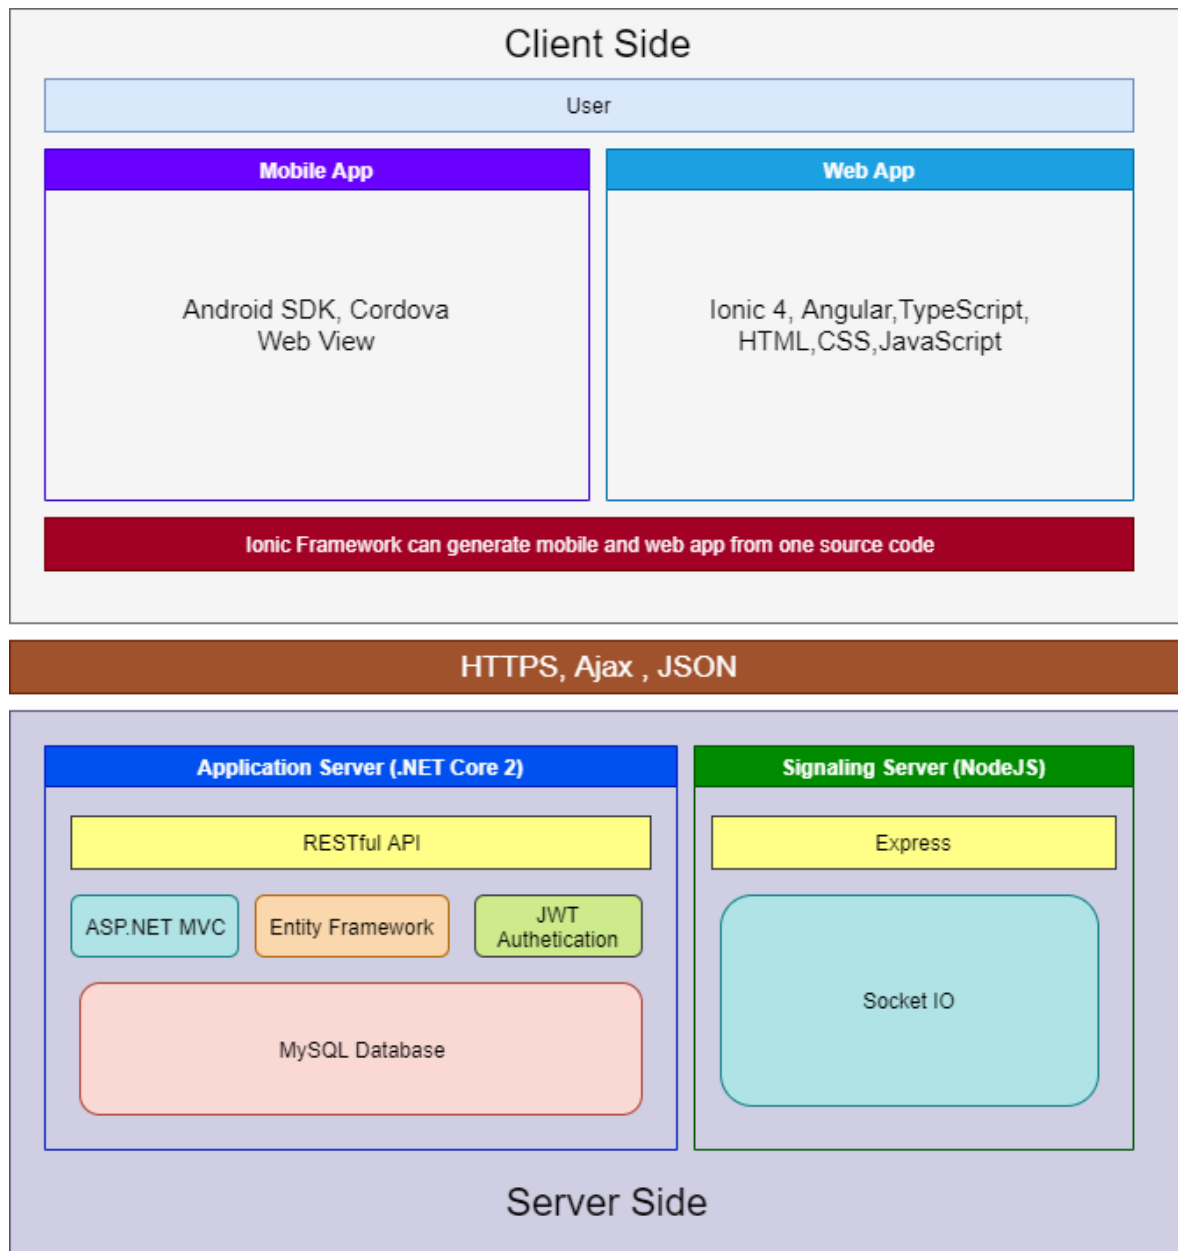 Client Side
User
Mobile App
Web App
Android SDK, Cordova
Web View
Ionic 4, Angular,TypeScript,
HTML,CSS,JavaScript
Ionic Framework can generate mobile and web app from one source code
HTTPS, Ajax , JSON
Application Server (.NET Core 2)
Signaling Server (NodeJS)
RESTful API
Express
ASP.NET MVC
Entity Framework
JWT
Authetication
Socket IO
MySQL Database
Server Side